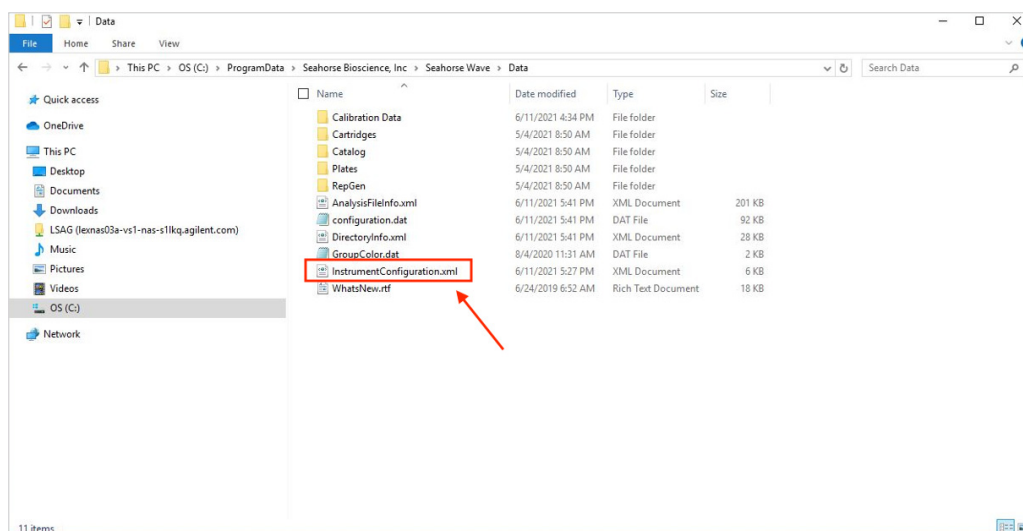 Data
File Home Share View
This PC > OS (C:) > ProgramData > Seahorse Bioscience, Inc > Seahorse Wave > Data
Search Data
Quick access
OneDrive
This PC
Desktop
Documents
Downloads
LSAG (lexnas03a-vs1-nas-s1lkq.agilent.com)
Music
Pictures
Videos
OS (C:)
Network
Name Date modified Type Size
Calibration Data 6/11/2021 4:34 PM File folder
Cartridges 5/4/2021 8:50 AM File folder
Catalog 5/4/2021 8:50 AM File folder
Plates 5/4/2021 8:50 AM File folder
RepGen 5/4/2021 8:50 AM File folder
AnalysisFileInfo.xml 6/11/2021 5:41 PM XML Document 201 KB
configuration.dat 6/11/2021 5:41 PM DAT File 92 KB
DirectoryInfo.xml 6/11/2021 5:41 PM XML Document 28 KB
GroupColor.dat 8/4/2020 11:31 AM DAT File 2 KB
InstrumentConfiguration.xml 6/11/2021 5:27 PM XML Document 6 KB
WhatsNew.rtf 6/24/2019 6:52 AM Rich Text Document 18 KB
11 items